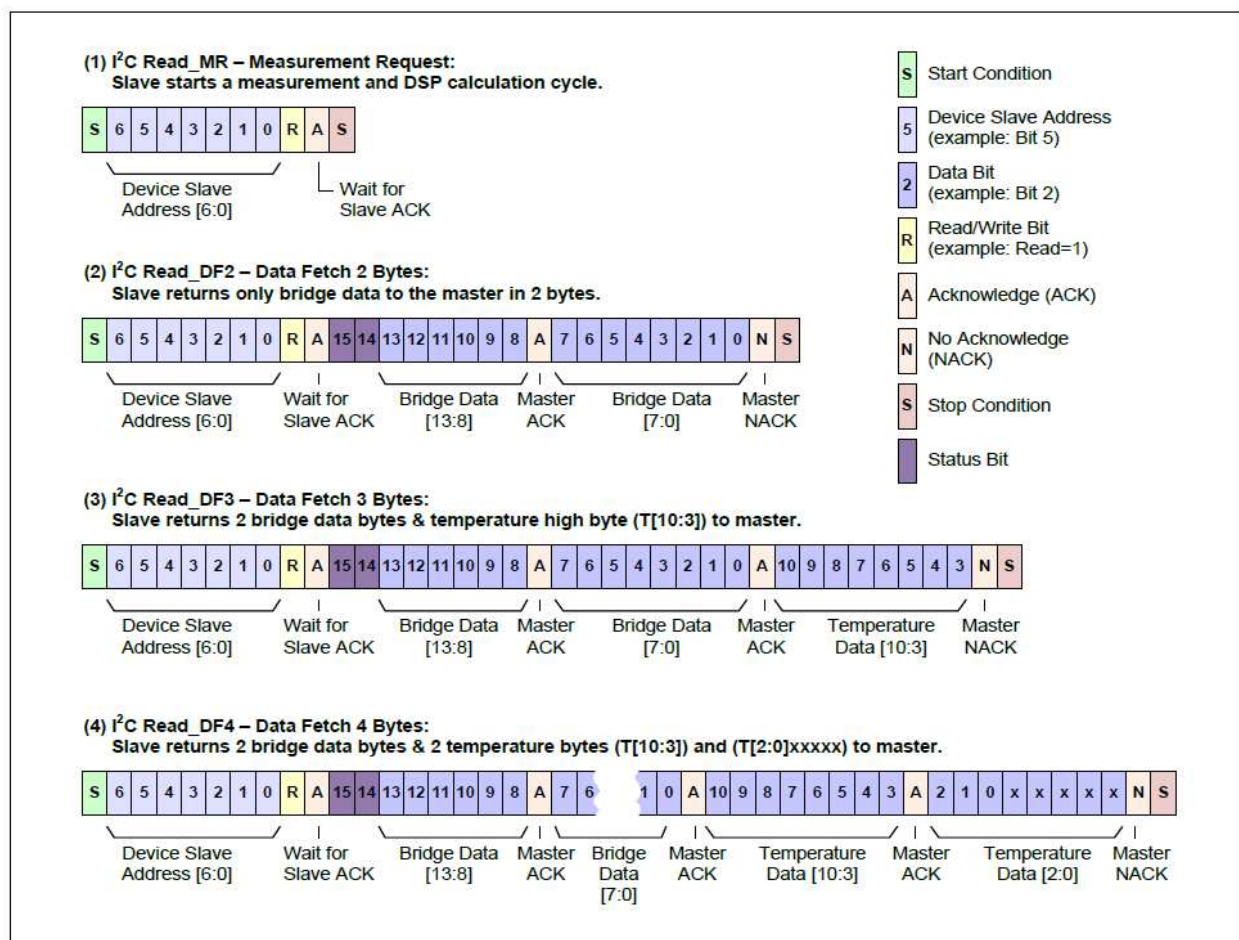 (1) I²C Read_MR – Measurement Request:
Slave starts a measurement and DSP calculation cycle.
S 6 5 4 3 2 1 0 R A S
Device Slave Address [6:0]
Wait for Slave ACK
(2) I²C Read_DF2 – Data Fetch 2 Bytes:
Slave returns only bridge data to the master in 2 bytes.
S 6 5 4 3 2 1 0 R A 15 14 13 12 11 10 9 8 A 7 6 5 4 3 2 1 0 N S
Device Slave Wait for Bridge Data Master Bridge Data Master
Address [6:0] Slave ACK [13:8] ACK [7:0] NACK
(3) I²C Read_DF3 – Data Fetch 3 Bytes:
Slave returns 2 bridge data bytes & temperature high byte (T[10:3]) to master.
S 6 5 4 3 2 1 0 R A 15 14 13 12 11 10 9 8 A 7 6 5 4 3 2 1 0 A 10 9 8 7 6 5 4 3 N S
Device Slave Wait for Bridge Data Master Bridge Data Master Temperature Master
Address [6:0] Slave ACK [13:8] ACK [7:0] ACK Data [10:3] NACK
(4) I²C Read_DF4 – Data Fetch 4 Bytes:
Slave returns 2 bridge data bytes & 2 temperature bytes (T[10:3]) and (T[2:0]xxxxx) to master.
S 6 5 4 3 2 1 0 R A 15 14 13 12 11 10 9 8 A 7 6 1 0 A 10 9 8 7 6 5 4 3 A 2 1 0 x x x x x N S
Device Slave Wait for Bridge Data Master Bridge Master Temperature Master Temperature Master
Address [6:0] Slave ACK [13:8] ACK Data ACK Data [10:3] ACK Data [2:0] NACK
[7:0]
S Start Condition
5 Device Slave Address
(example: Bit 5)
2 Data Bit
(example: Bit 2)
R Read/Write Bit
(example: Read=1)
A Acknowledge (ACK)
N No Acknowledge
(NACK)
S Stop Condition
Status Bit